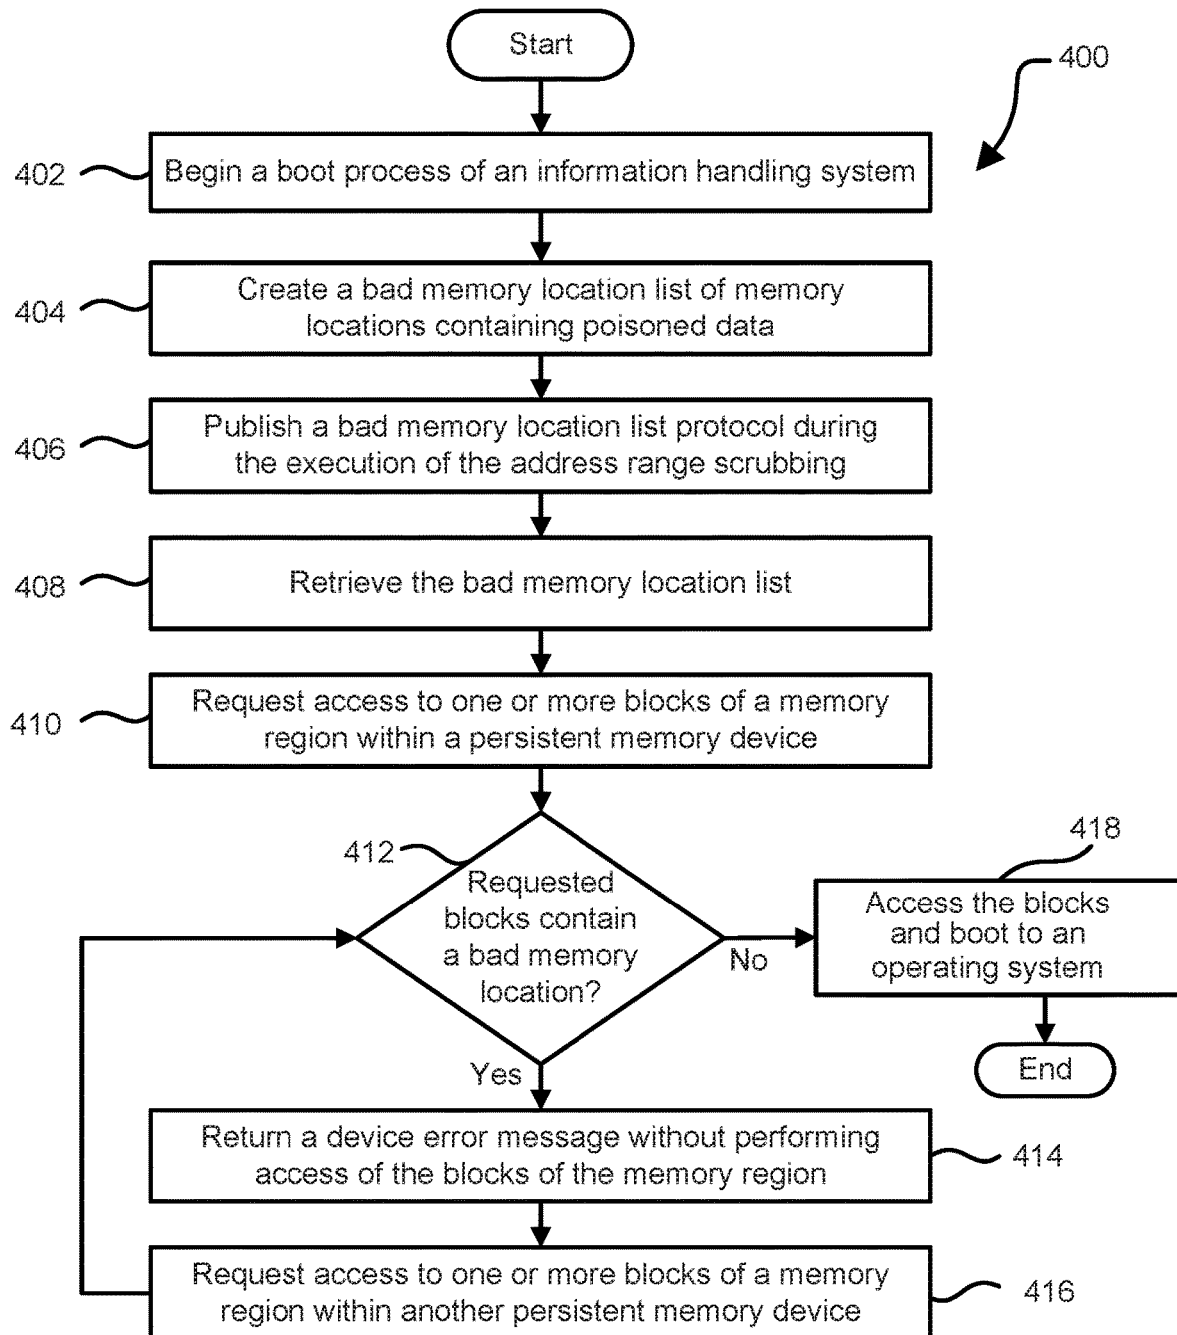 Start
400
402
Begin a boot process of an information handling system
404
Create a bad memory location list of memory
locations containing poisoned data
406
Publish a bad memory location list protocol during
the execution of the address range scrubbing
408
Retrieve the bad memory location list
410
Request access to one or more blocks of a memory
region within a persistent memory device
412
Requested
blocks contain
a bad memory
location?
No
418
Access the blocks
and boot to an
operating system
End
Yes
Return a device error message without performing
access of the blocks of the memory region
414
Request access to one or more blocks of a memory
region within another persistent memory device
416